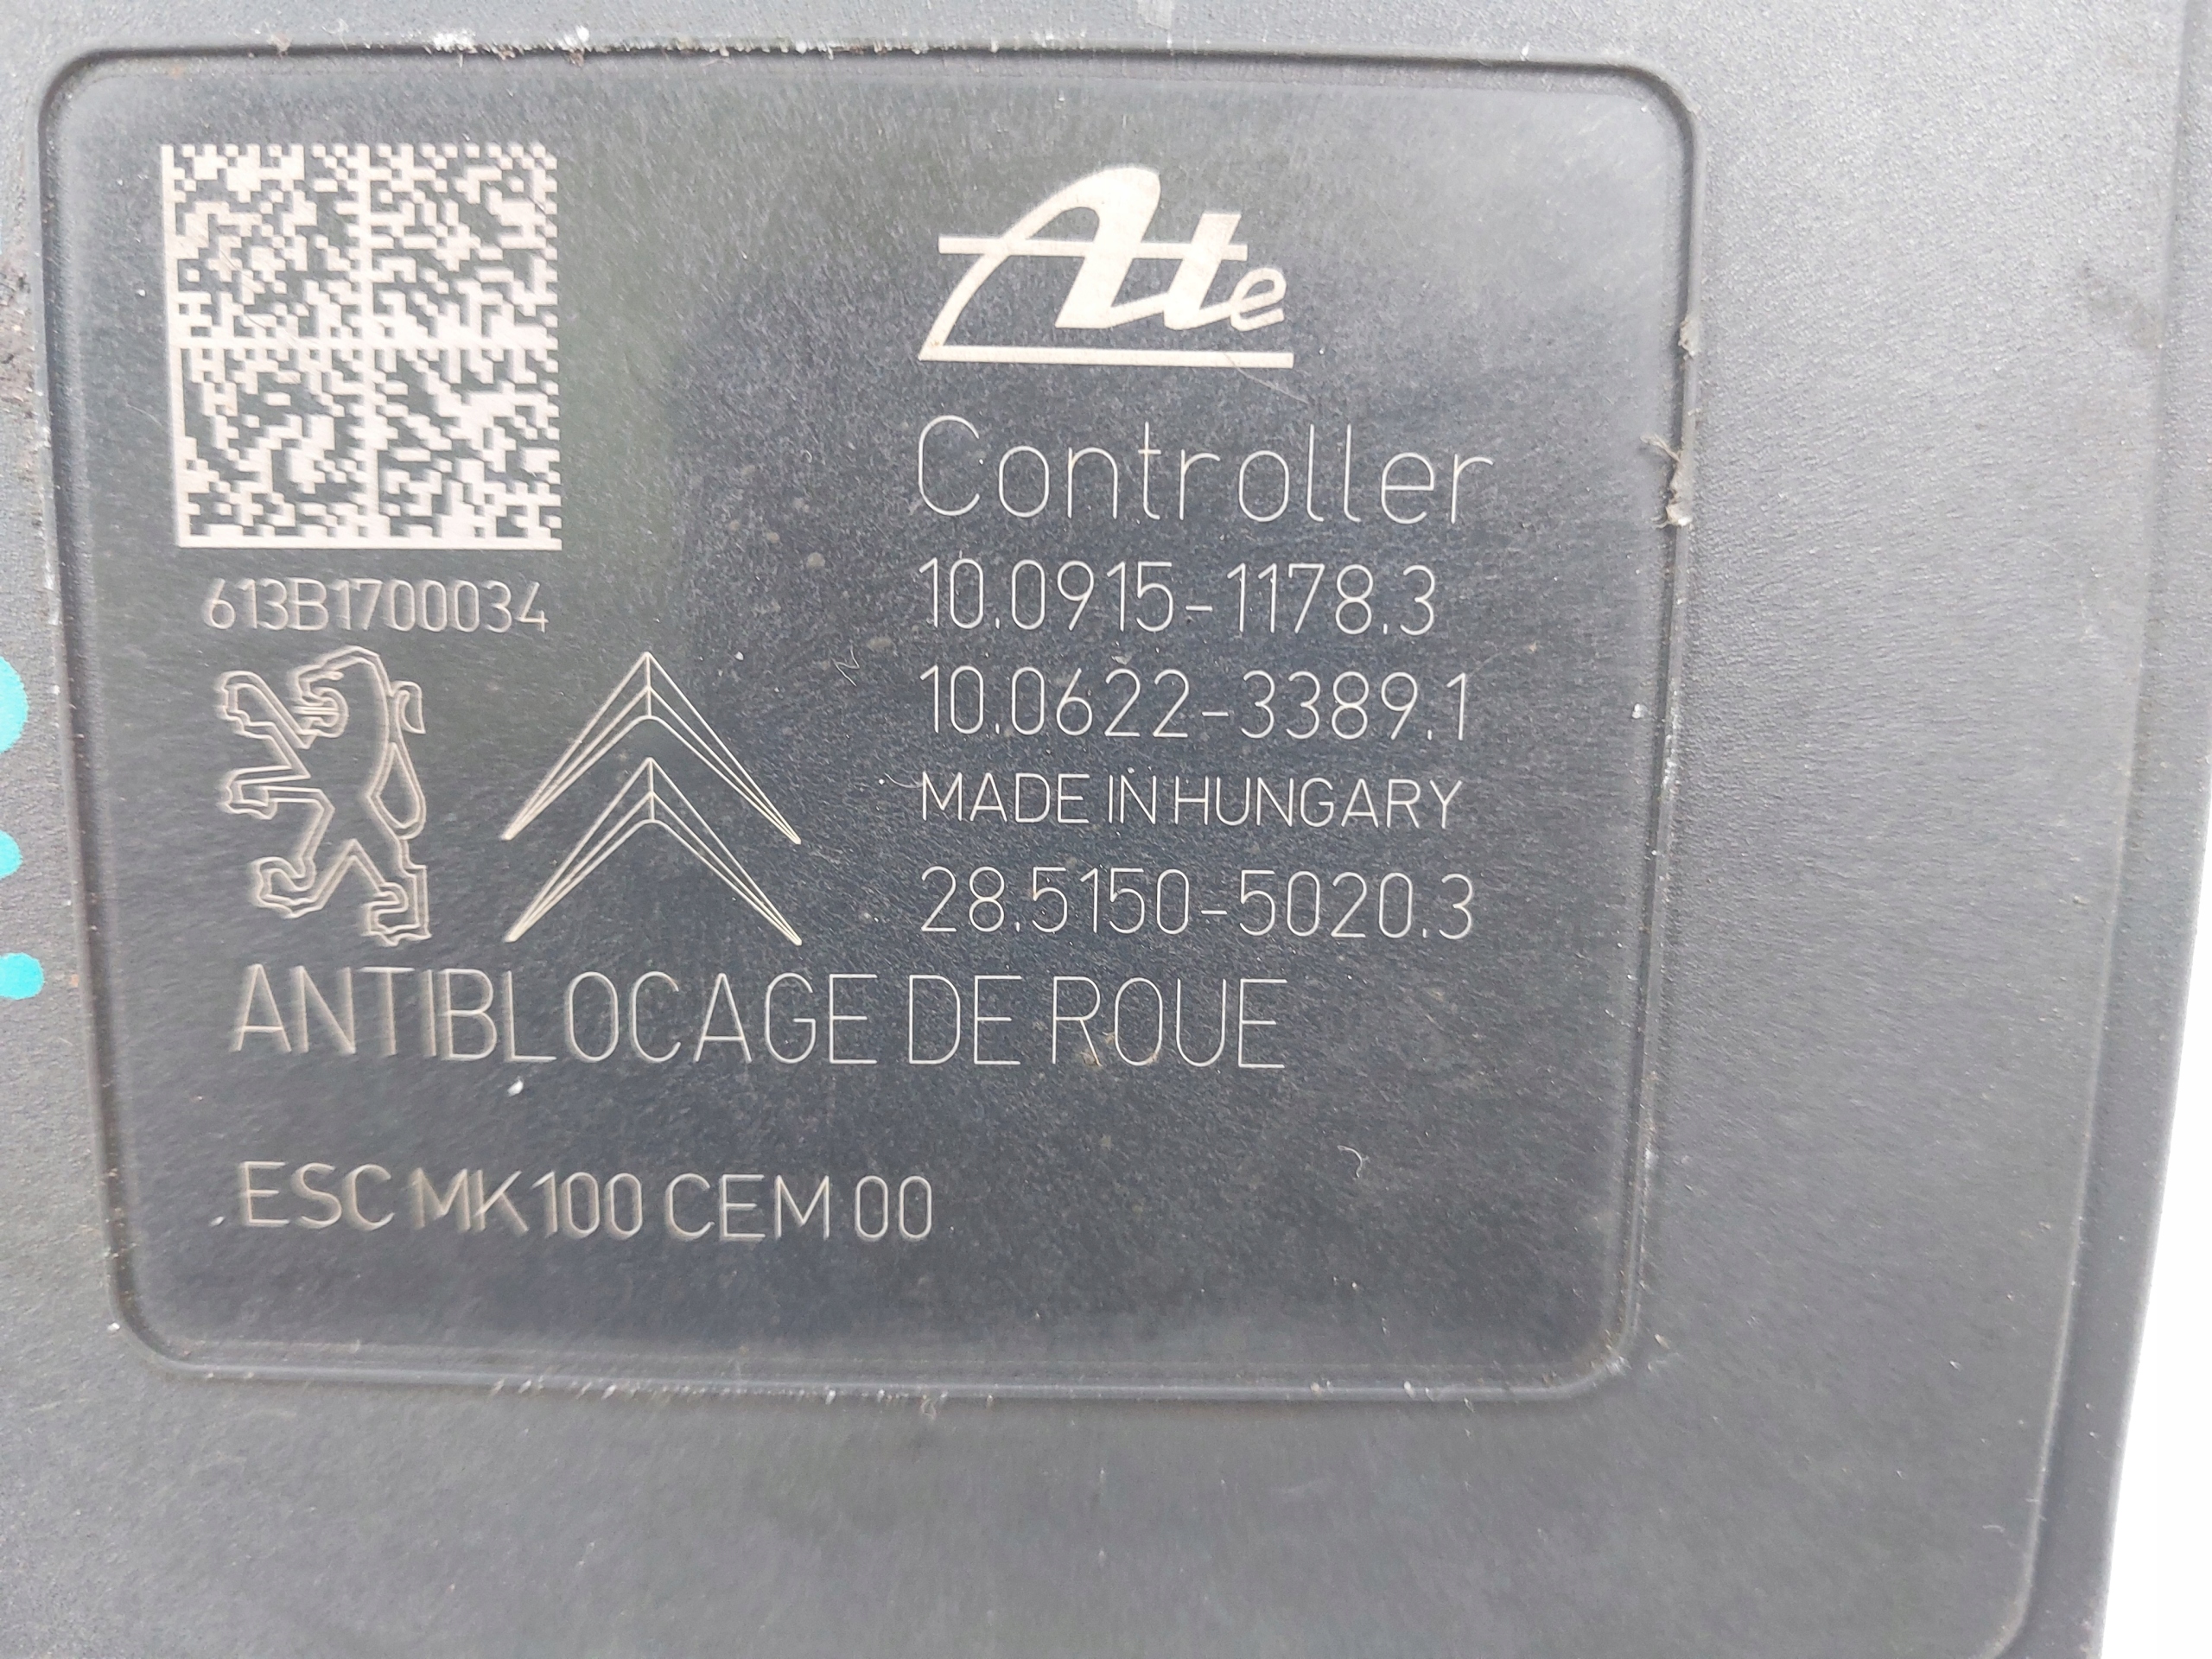 Ate
Controller
10.0915-1178.3
613B1700034
10.0622-3389.1
MADE IN HUNGARY
28.5150-5020.3
ANTIBLOCAGE DE ROUE
ESC MK100 CEM 00